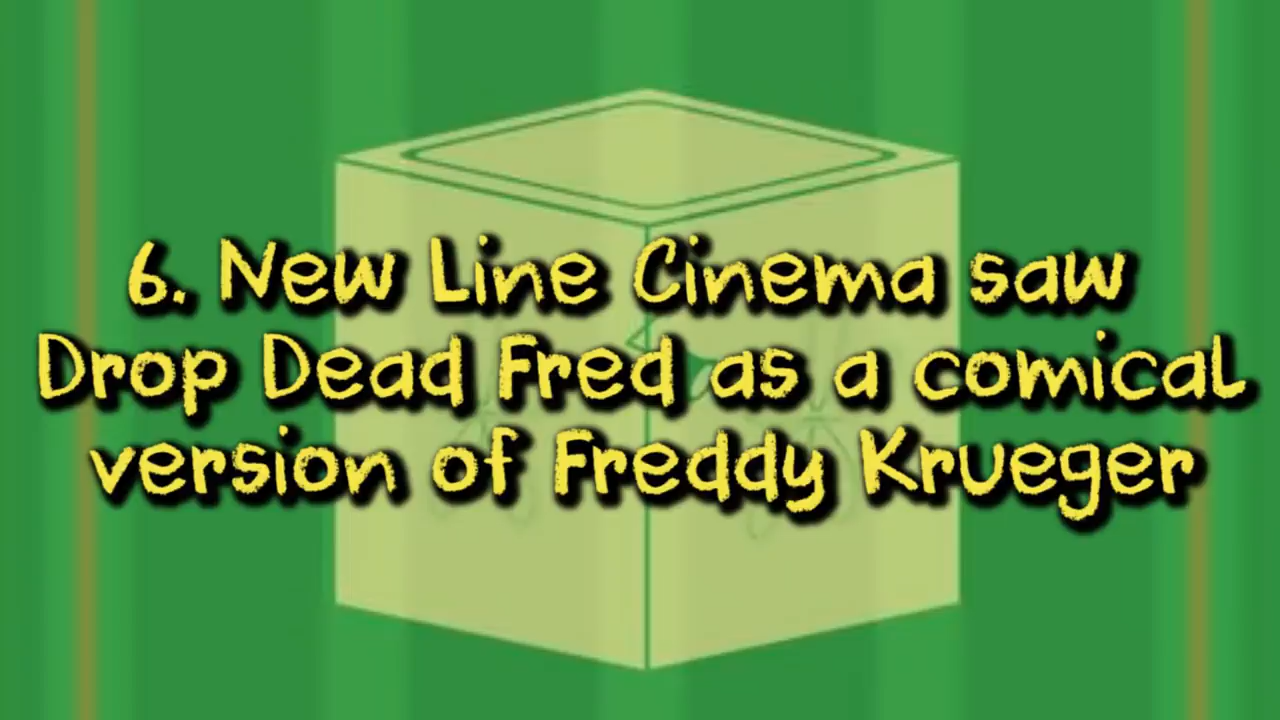 6. New Line Cinema saw
Drop Dead Fred as a comical
version of Freddy Krueger